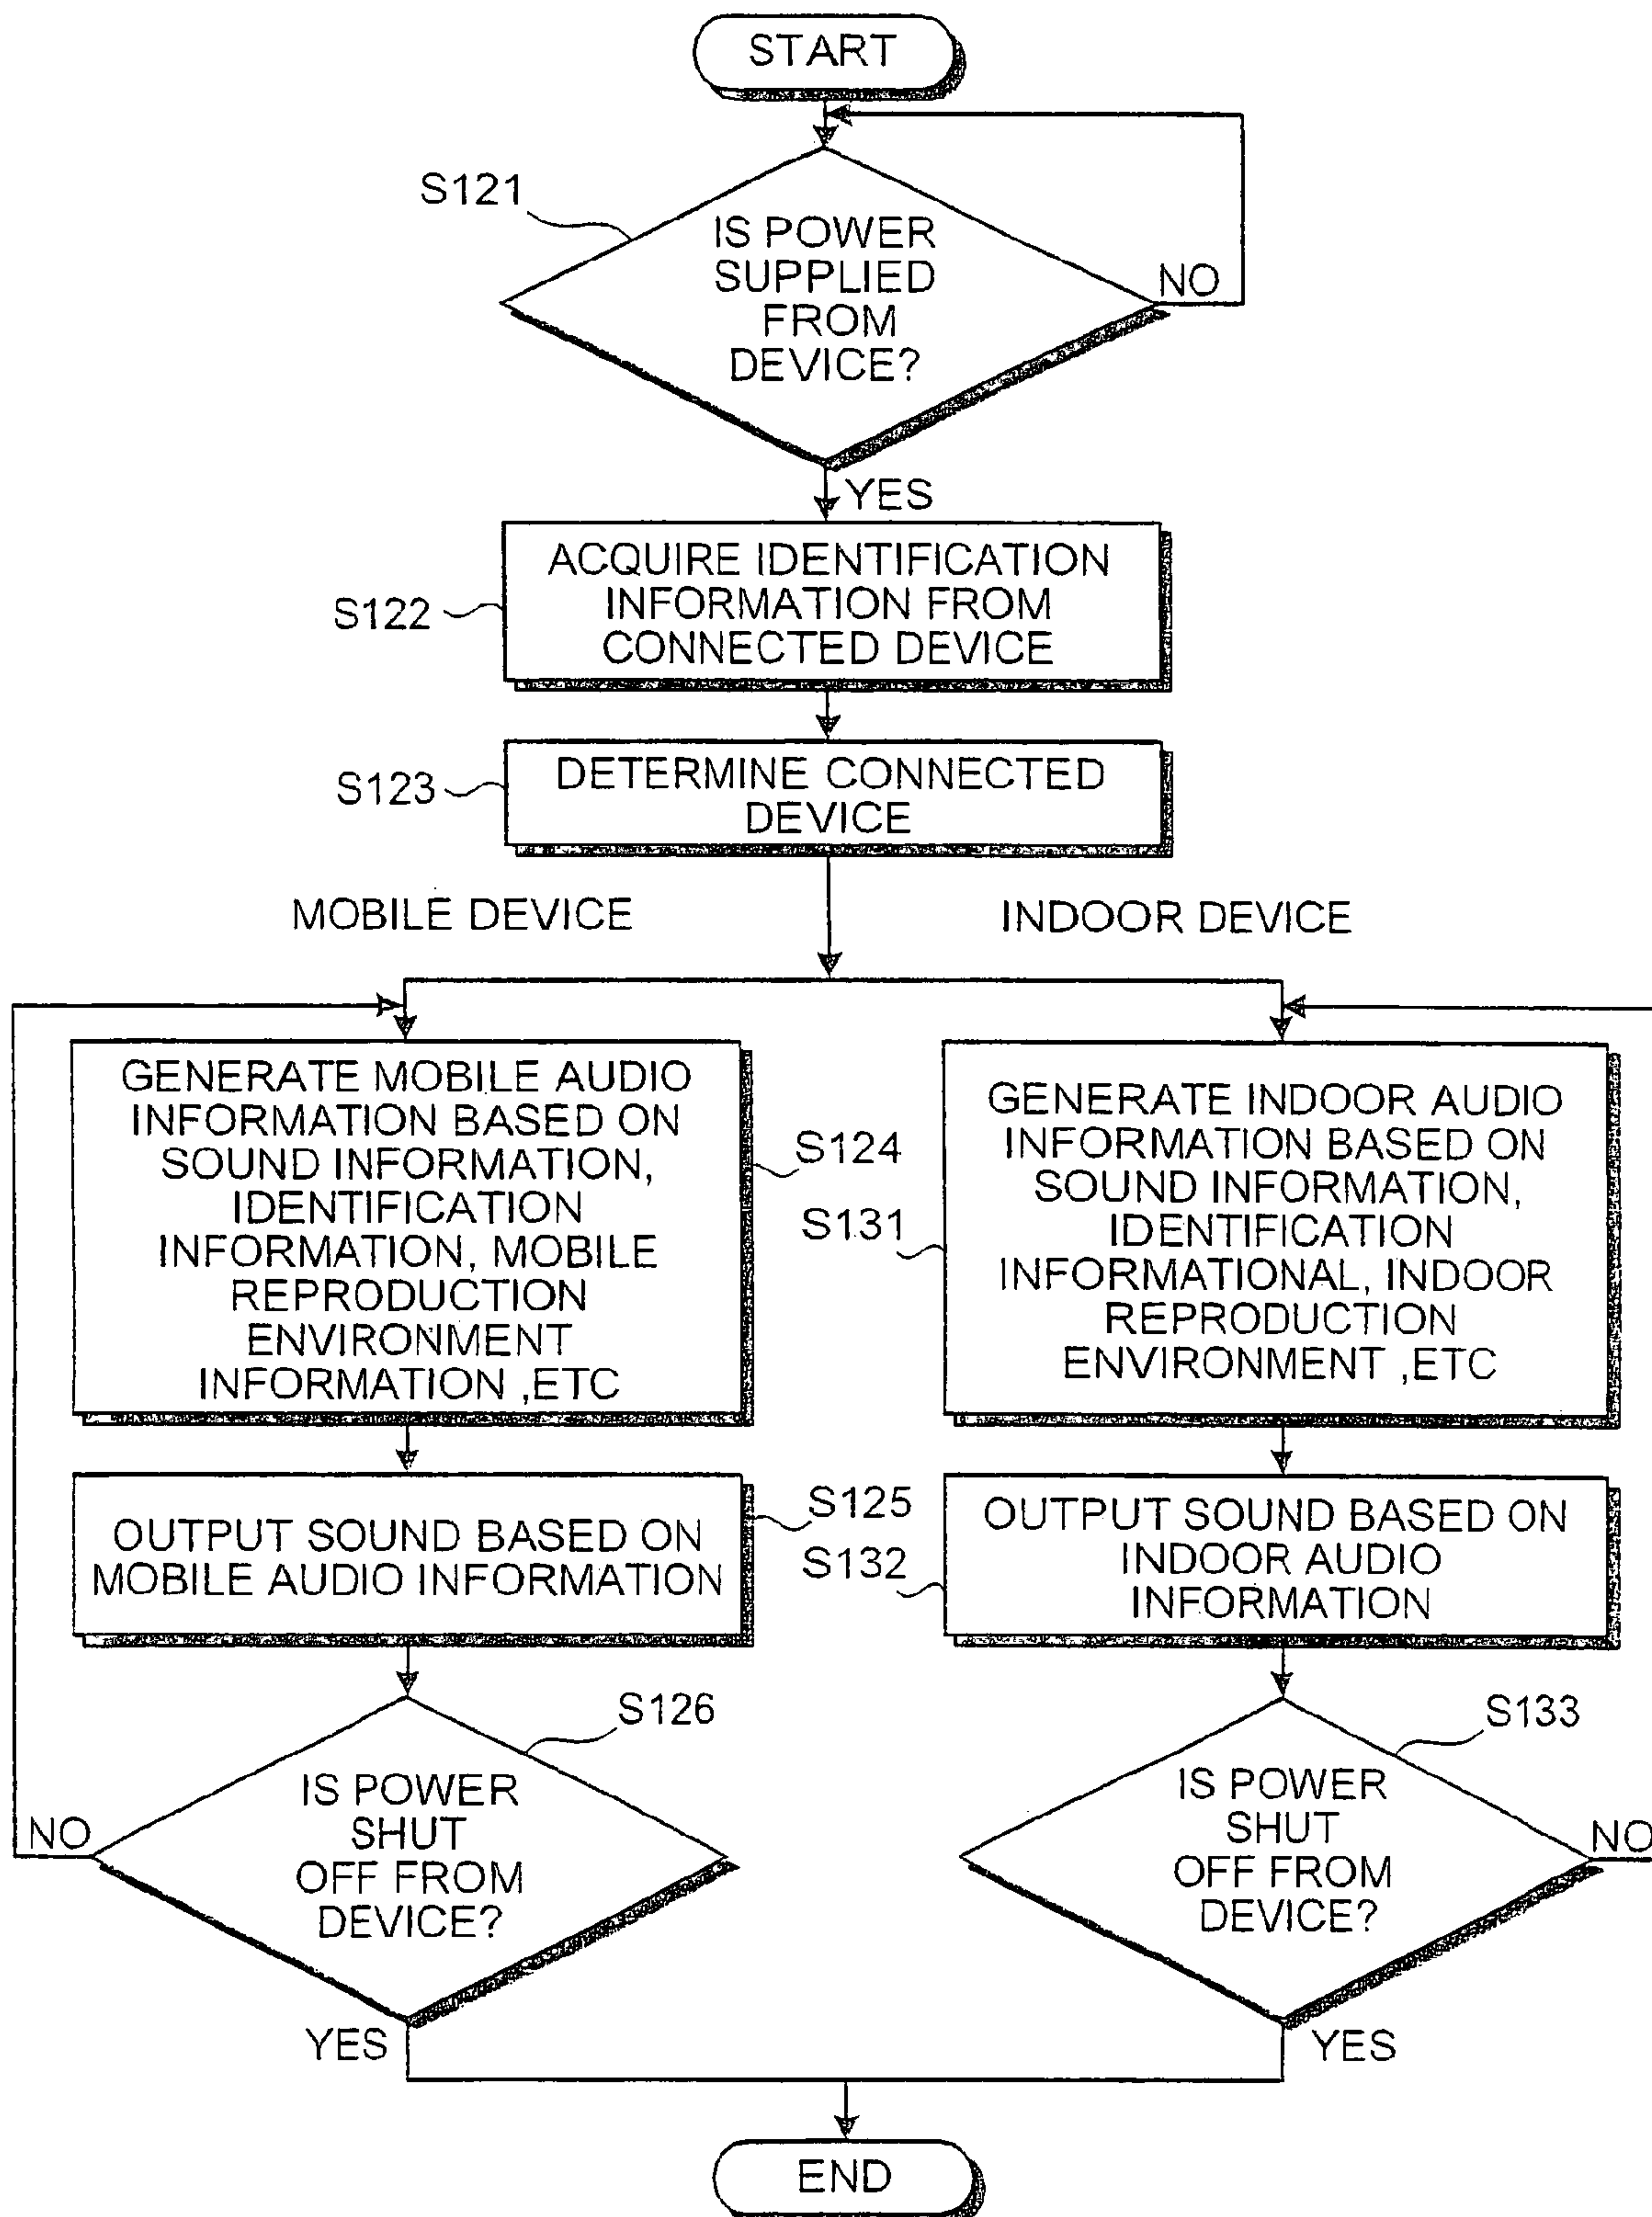 START
S121
IS POWER
SUPPLIED
FROM
DEVICE?
NO
YES
S122
ACQUIRE IDENTIFICATION
INFORMATION FROM
CONNECTED DEVICE
S123
DETERMINE CONNECTED
DEVICE
MOBILE DEVICE
INDOOR DEVICE
GENERATE MOBILE AUDIO
INFORMATION BASED ON
SOUND INFORMATION,
IDENTIFICATION
INFORMATION, MOBILE
REPRODUCTION
ENVIRONMENT
INFORMATION ,ETC
S124
S131
GENERATE INDOOR AUDIO
INFORMATION BASED ON
SOUND INFORMATION,
IDENTIFICATION
INFORMATIONAL, INDOOR
REPRODUCTION
ENVIRONMENT ,ETC
OUTPUT SOUND BASED ON
MOBILE AUDIO INFORMATION
S125
S132
OUTPUT SOUND BASED ON
INDOOR AUDIO
INFORMATION
S126
IS POWER
SHUT
OFF FROM
DEVICE?
NO
YES
S133
IS POWER
SHUT
OFF FROM
DEVICE?
NO
YES
END